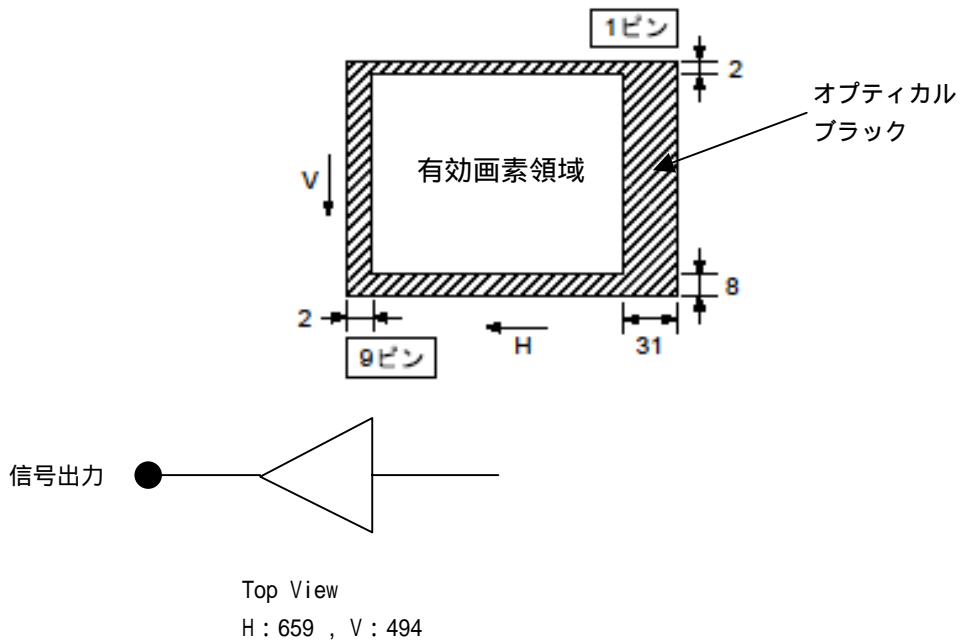 1ピン
2
オプティカル
ブラック
有効画素領域
V
8
2
H
31
9ピン
信号出力
Top View
H:659 , V:494